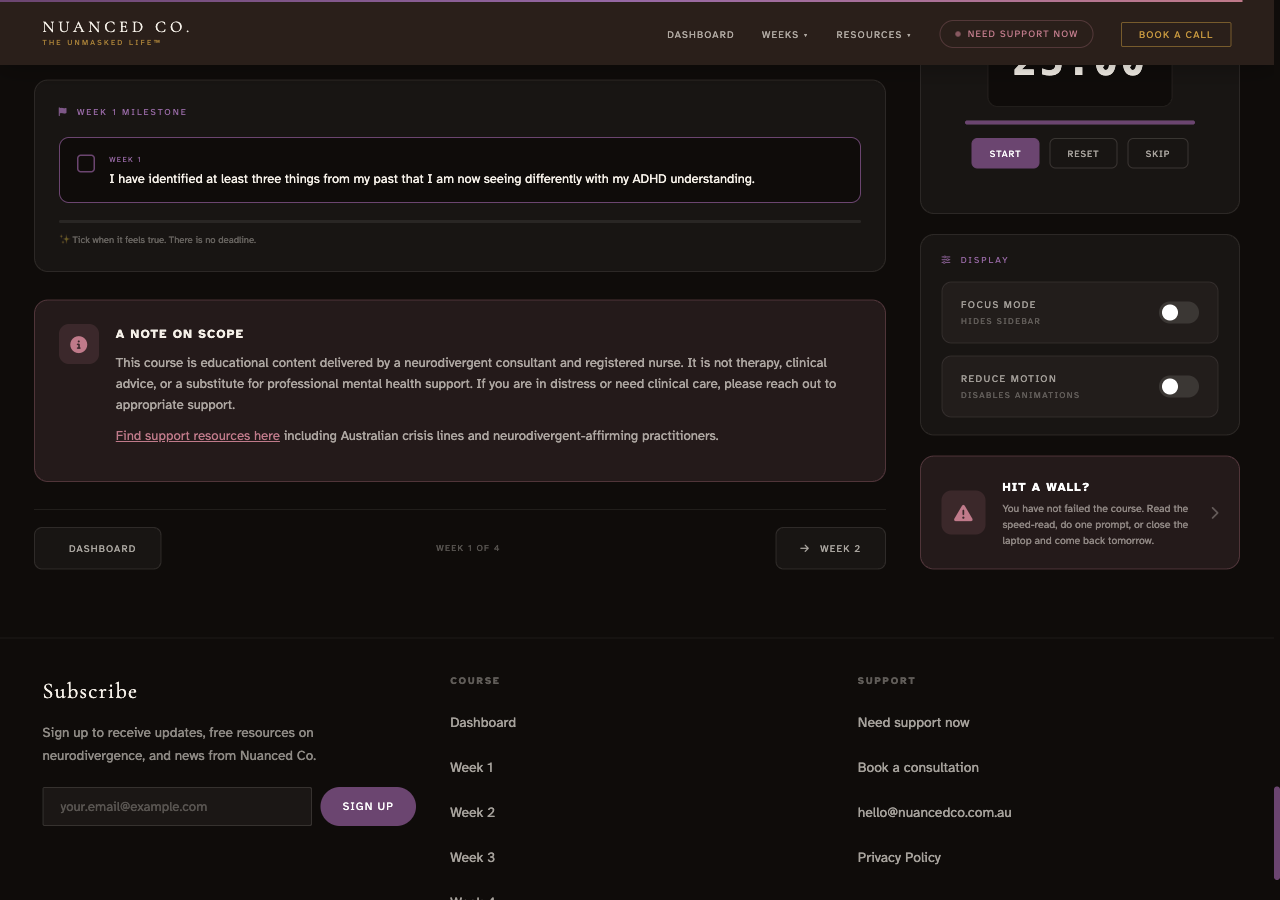 NUANCED CO.
THE UNMASKED LIFE™
DASHBOARD
WEEKS ▾
RESOURCES ▾
NEED SUPPORT NOW
BOOK A CALL
25:00
START
RESET
SKIP
WEEK 1 MILESTONE
WEEK 1
I have identified at least three things from my past that I am now seeing differently with my ADHD understanding.
✨ Tick when it feels true. There is no deadline.
A NOTE ON SCOPE
This course is educational content delivered by a neurodivergent consultant and registered nurse. It is not therapy, clinical
advice, or a substitute for professional mental health support. If you are in distress or need clinical care, please reach out to
appropriate support.
Find support resources here including Australian crisis lines and neurodivergent-affirming practitioners.
DASHBOARD
WEEK 1 OF 4
→ WEEK 2
DISPLAY
FOCUS MODE
HIDES SIDEBAR
REDUCE MOTION
DISABLES ANIMATIONS
HIT A WALL?
You have not failed the course. Read the
speed-read, do one prompt, or close the
laptop and come back tomorrow.
Subscribe
Sign up to receive updates, free resources on
neurodivergence, and news from Nuanced Co.
your.email@example.com
SIGN UP
COURSE
Dashboard
Week 1
Week 2
Week 3
Week 4
SUPPORT
Need support now
Book a consultation
hello@nuancedco.com.au
Privacy Policy